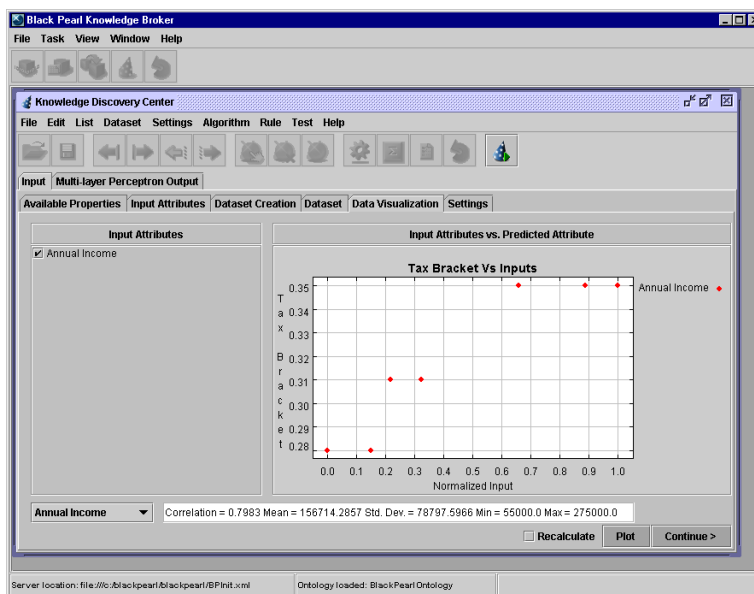 Black Pearl Knowledge Broker
File Task View Window Help
Knowledge Discovery Center
File Edit List Dataset Settings Algorithm Rule Test Help
Input Multi-layer Perceptron Output
Available Properties Input Attributes Dataset Creation Dataset Data Visualization Settings
Input Attributes
Input Attributes vs. Predicted Attribute
Annual Income
Tax Bracket Vs Inputs
Tax Bracket
0.35
0.34
0.33
0.32
0.31
0.30
0.29
0.28
0.0 0.1 0.2 0.3 0.4 0.5 0.6 0.7 0.8 0.9 1.0
Normalized Input
Annual Income
Annual Income
Correlation = 0.7983 Mean = 156714.2857 Std. Dev. = 78797.5966 Min = 55000.0 Max = 275000.0
Recalculate Plot Continue >
Server location: file:///c:/blackpearl/blackpearl/BPInit.xml Ontology loaded: BlackPearlOntology